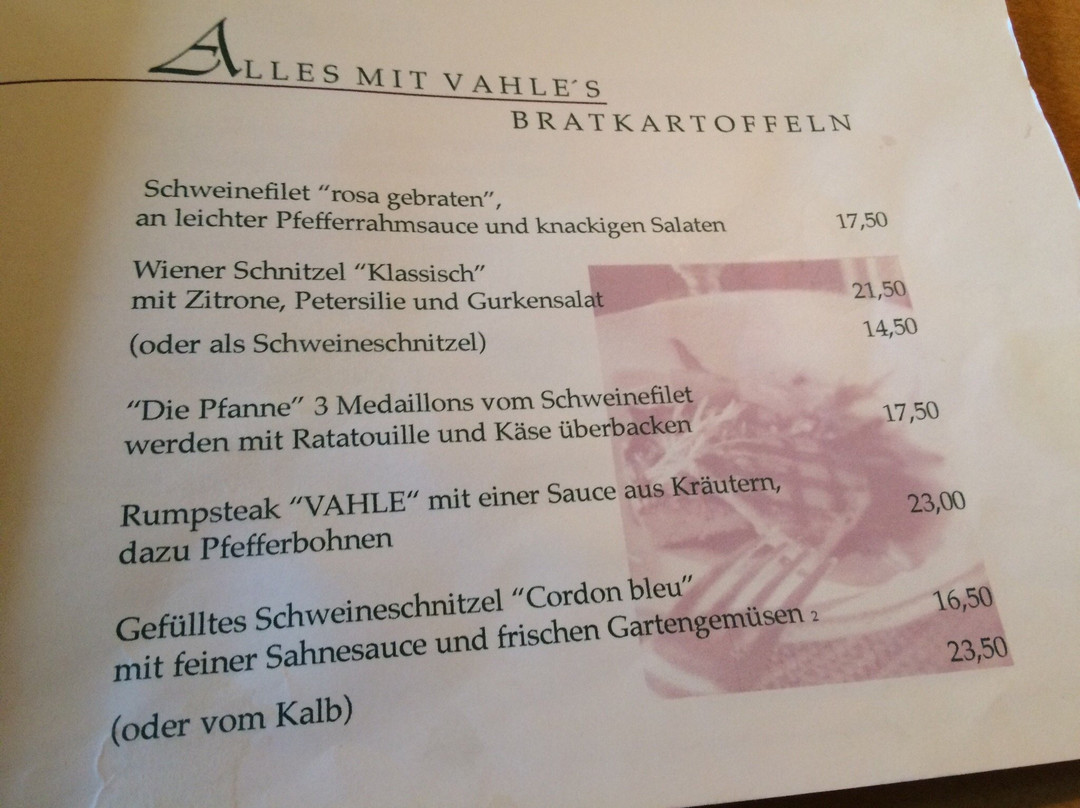 ALLES MIT VAHLE´S
BRATKARTOFFELN
Schweinefilet “rosa gebraten”,
an leichter Pfefferrahmsauce und knackigen Salaten 17,50
Wiener Schnitzel “Klassisch”
mit Zitrone, Petersilie und Gurkensalat 21,50
(oder als Schweineschnitzel) 14,50
“Die Pfanne” 3 Medaillons vom Schweinefilet
werden mit Ratatouille und Käse überbacken 17,50
Rumpsteak “VAHLE“ mit einer Sauce aus Kräutern,
dazu Pfefferbohnen 23,00
Gefülltes Schweineschnitzel “Cordon bleu”
mit feiner Sahnesauce und frischen Gartengemüsen 2 16,50
(oder vom Kalb) 23,50